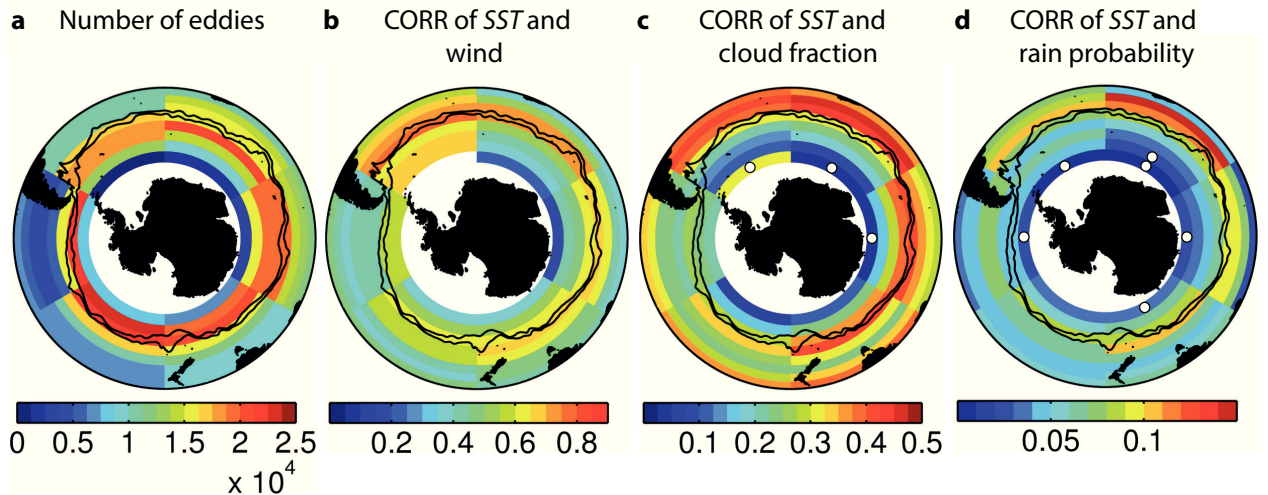 a Number of eddies
b CORR of SST and
wind
c CORR of SST and
cloud fraction
d CORR of SST and
rain probability
0 0.5 1 1.5 2 2.5
x 10^4
0.2 0.4 0.6 0.8
0.1 0.2 0.3 0.4 0.5
0.05 0.1